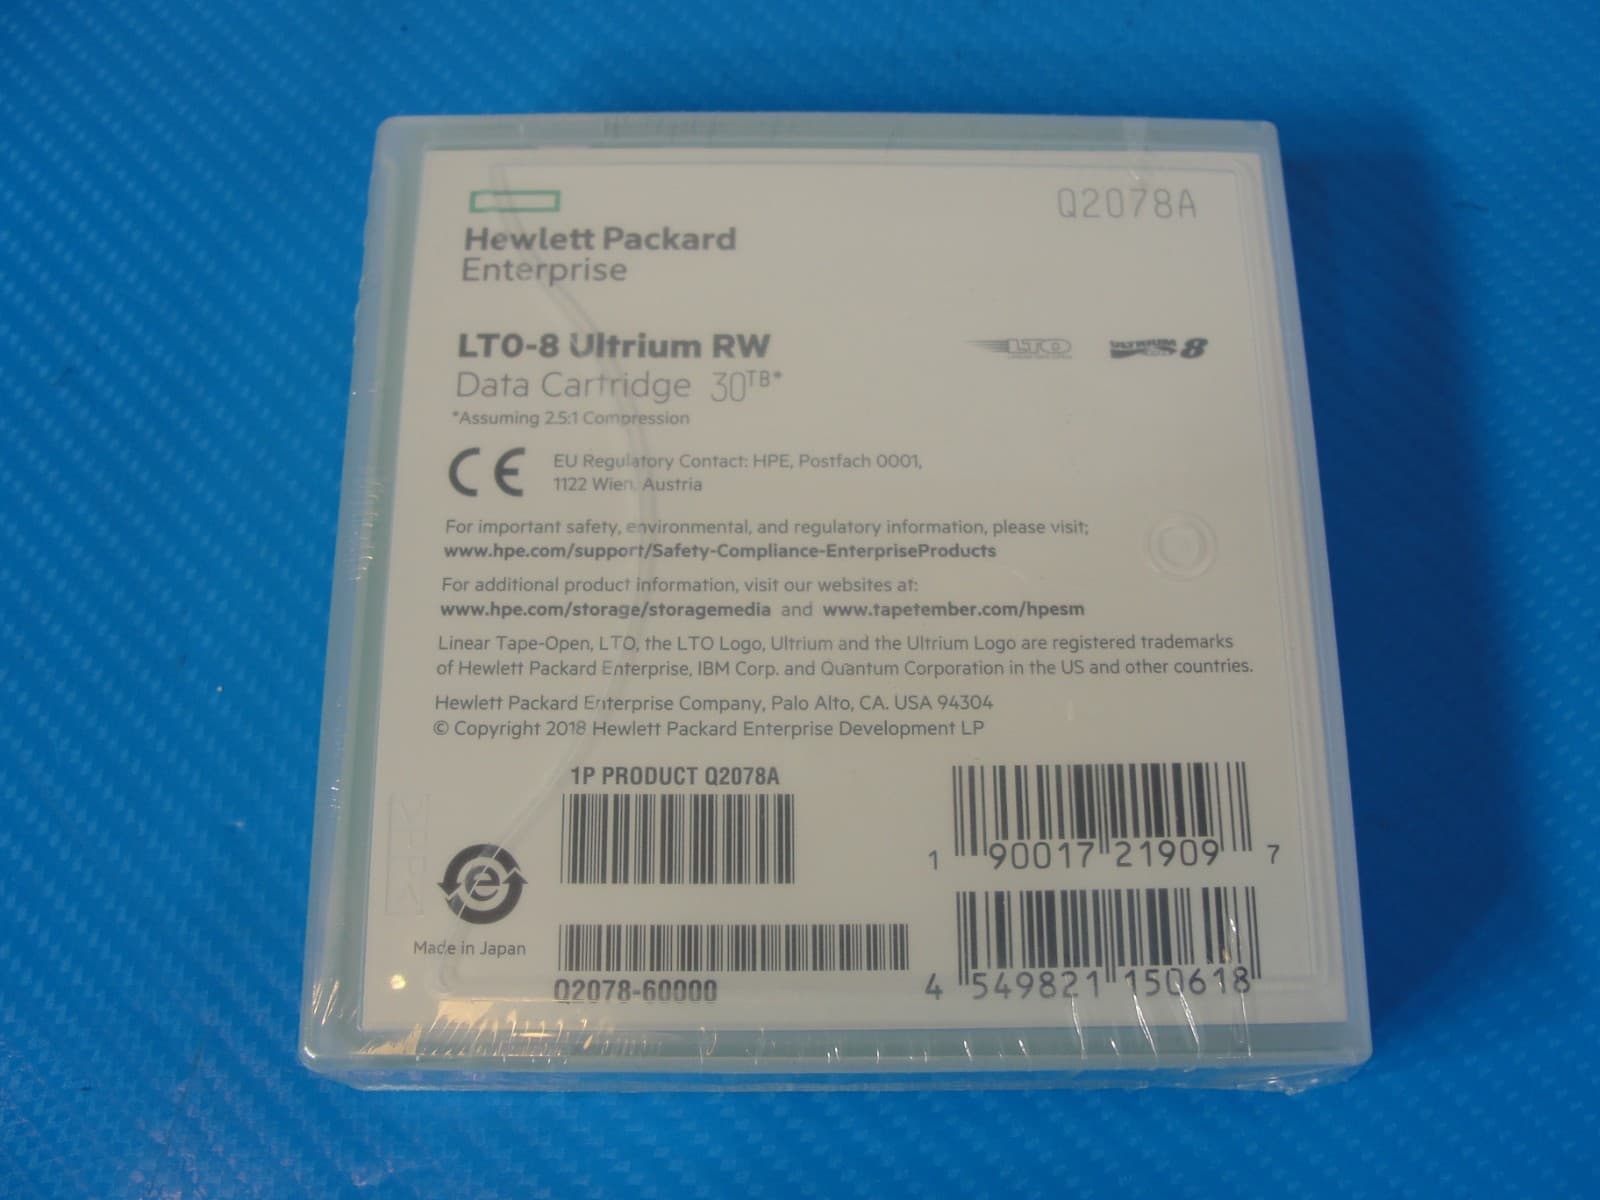 Q2078A
Hewlett Packard
Enterprise
LTO-8 Ultrium RW
LTO
ULTRIUM 8
Data Cartridge 30TB*
*Assuming 2.5:1 Compression
CE
EU Regulatory Contact: HPE, Postfach 0001,
1122 Wien, Austria
For important safety, environmental, and regulatory information, please visit;
www.hpe.com/support/Safety-Compliance-EnterpriseProducts
For additional product information, visit our websites at:
www.hpe.com/storage/storagemedia and www.tapetember.com/hpesm
Linear Tape-Open, LTO, the LTO Logo, Ultrium and the Ultrium Logo are registered trademarks
of Hewlett Packard Enterprise, IBM Corp. and Quantum Corporation in the US and other countries.
Hewlett Packard Enterprise Company, Palo Alto, CA. USA 94304
© Copyright 2018 Hewlett Packard Enterprise Development LP
1P PRODUCT Q2078A
1 90017 21909 7
e
Made in Japan
Q2078-60000
4 549821 150618